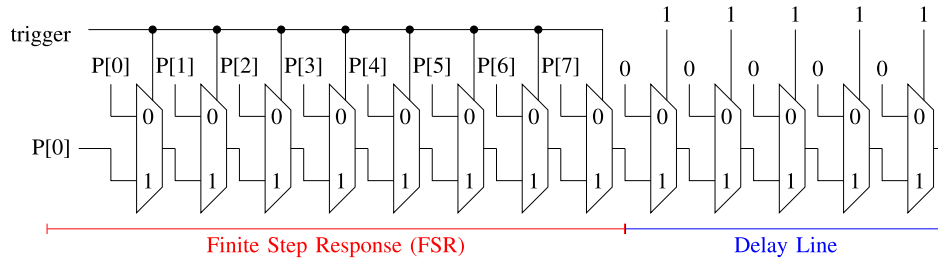 1 1 1 1 1
trigger
P[0] P[1] P[2] P[3] P[4] P[5] P[6] P[7] 0 0 0 0 0
0 0 0 0 0 0 0 0 0 0 0 0 0
P[0]
1 1 1 1 1 1 1 1 1 1 1 1 1
Finite Step Response (FSR) Delay Line